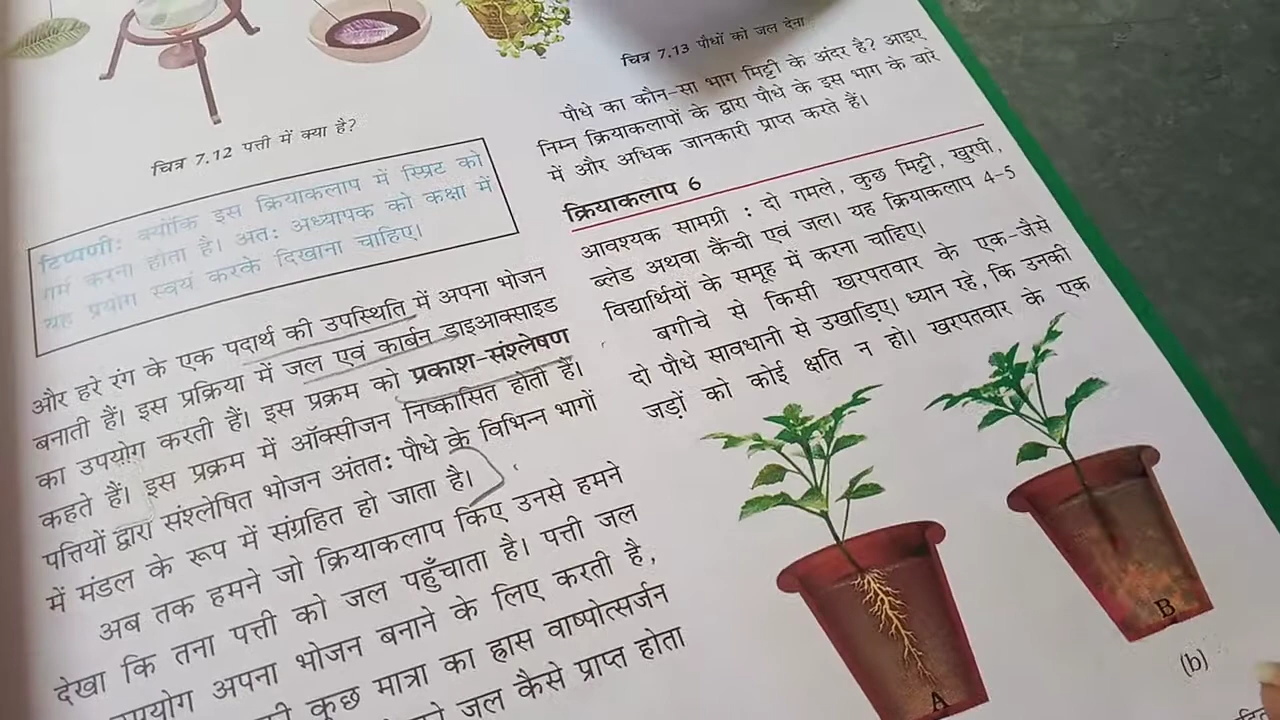 चित्र 7.12 पत्ती में क्या है?
टिप्पणी: क्योंकि इस क्रियाकलाप में स्प्रिट को
गर्म करना होता है। अतः अध्यापक को कक्षा में
यह प्रयोग स्वयं करके दिखाना चाहिए।
और हरे रंग के एक पदार्थ की उपस्थिति में अपना भोजन
बनाती हैं। इस प्रक्रिया में जल एवं कार्बन डाइआक्साइड
का उपयोग करती हैं। इस प्रक्रम को प्रकाश-संश्लेषण
कहते हैं। इस प्रक्रम में ऑक्सीजन निष्कासित होती है।
पत्तियों द्वारा संश्लेषित भोजन अंततः पौधे के विभिन्न भागों
में मंडल के रूप में संग्रहित हो जाता है।
अब तक हमने जो क्रियाकलाप किए उनसे हमने
देखा कि तना पत्ती को जल पहुँचाता है। पत्ती जल
अपना भोजन बनाने के लिए करती है,
कुछ मात्रा का ह्रास वाष्पोत्सर्जन
जल कैसे प्राप्त होता
चित्र 7.13 पौधों को जल देना
पौधे का कौन-सा भाग मिट्टी के अंदर है? आइए
निम्न क्रियाकलापों के द्वारा पौधे के इस भाग के बारे
में और अधिक जानकारी प्राप्त करते हैं।
क्रियाकलाप 6
आवश्यक सामग्री : दो गमले, कुछ मिट्टी, खुरपी,
ब्लेड अथवा कैंची एवं जल। यह क्रियाकलाप 4-5
विद्यार्थियों के समूह में करना चाहिए।
बगीचे से किसी खरपतवार के एक-जैसे
दो पौधे सावधानी से उखाड़िए। ध्यान रहे, कि उनकी
जड़ों को कोई क्षति न हो। खरपतवार के एक
A
B
(b)